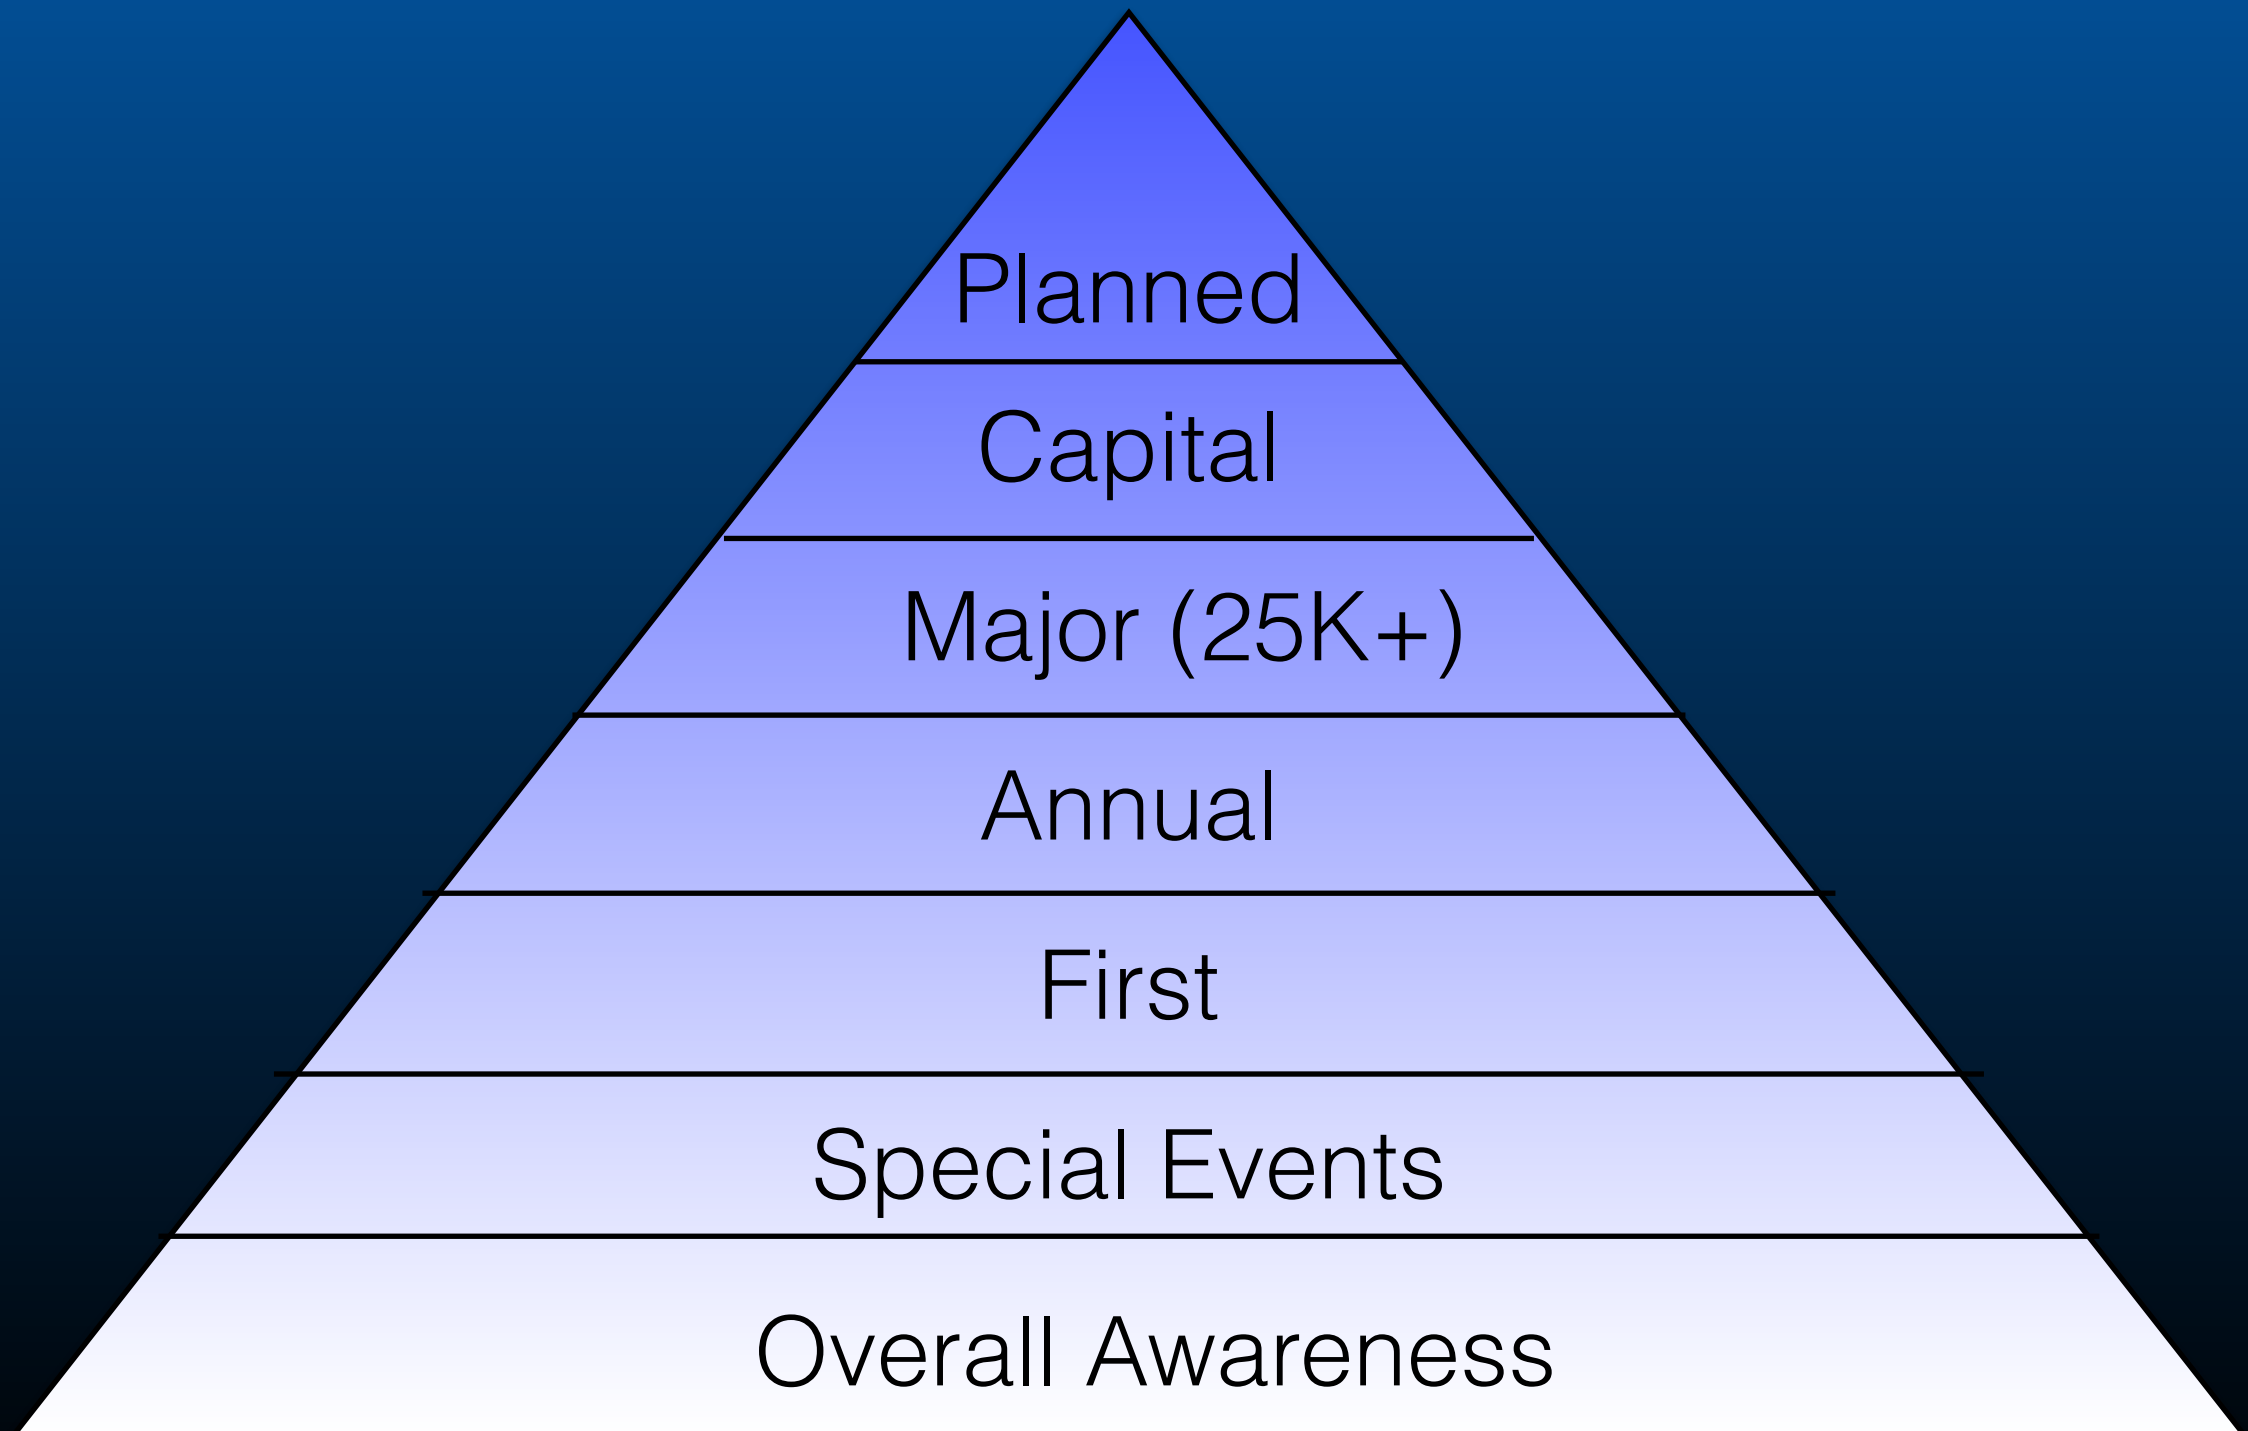 Planned
Capital
Major (25K+)
Annual
First
Special Events
Overall Awareness